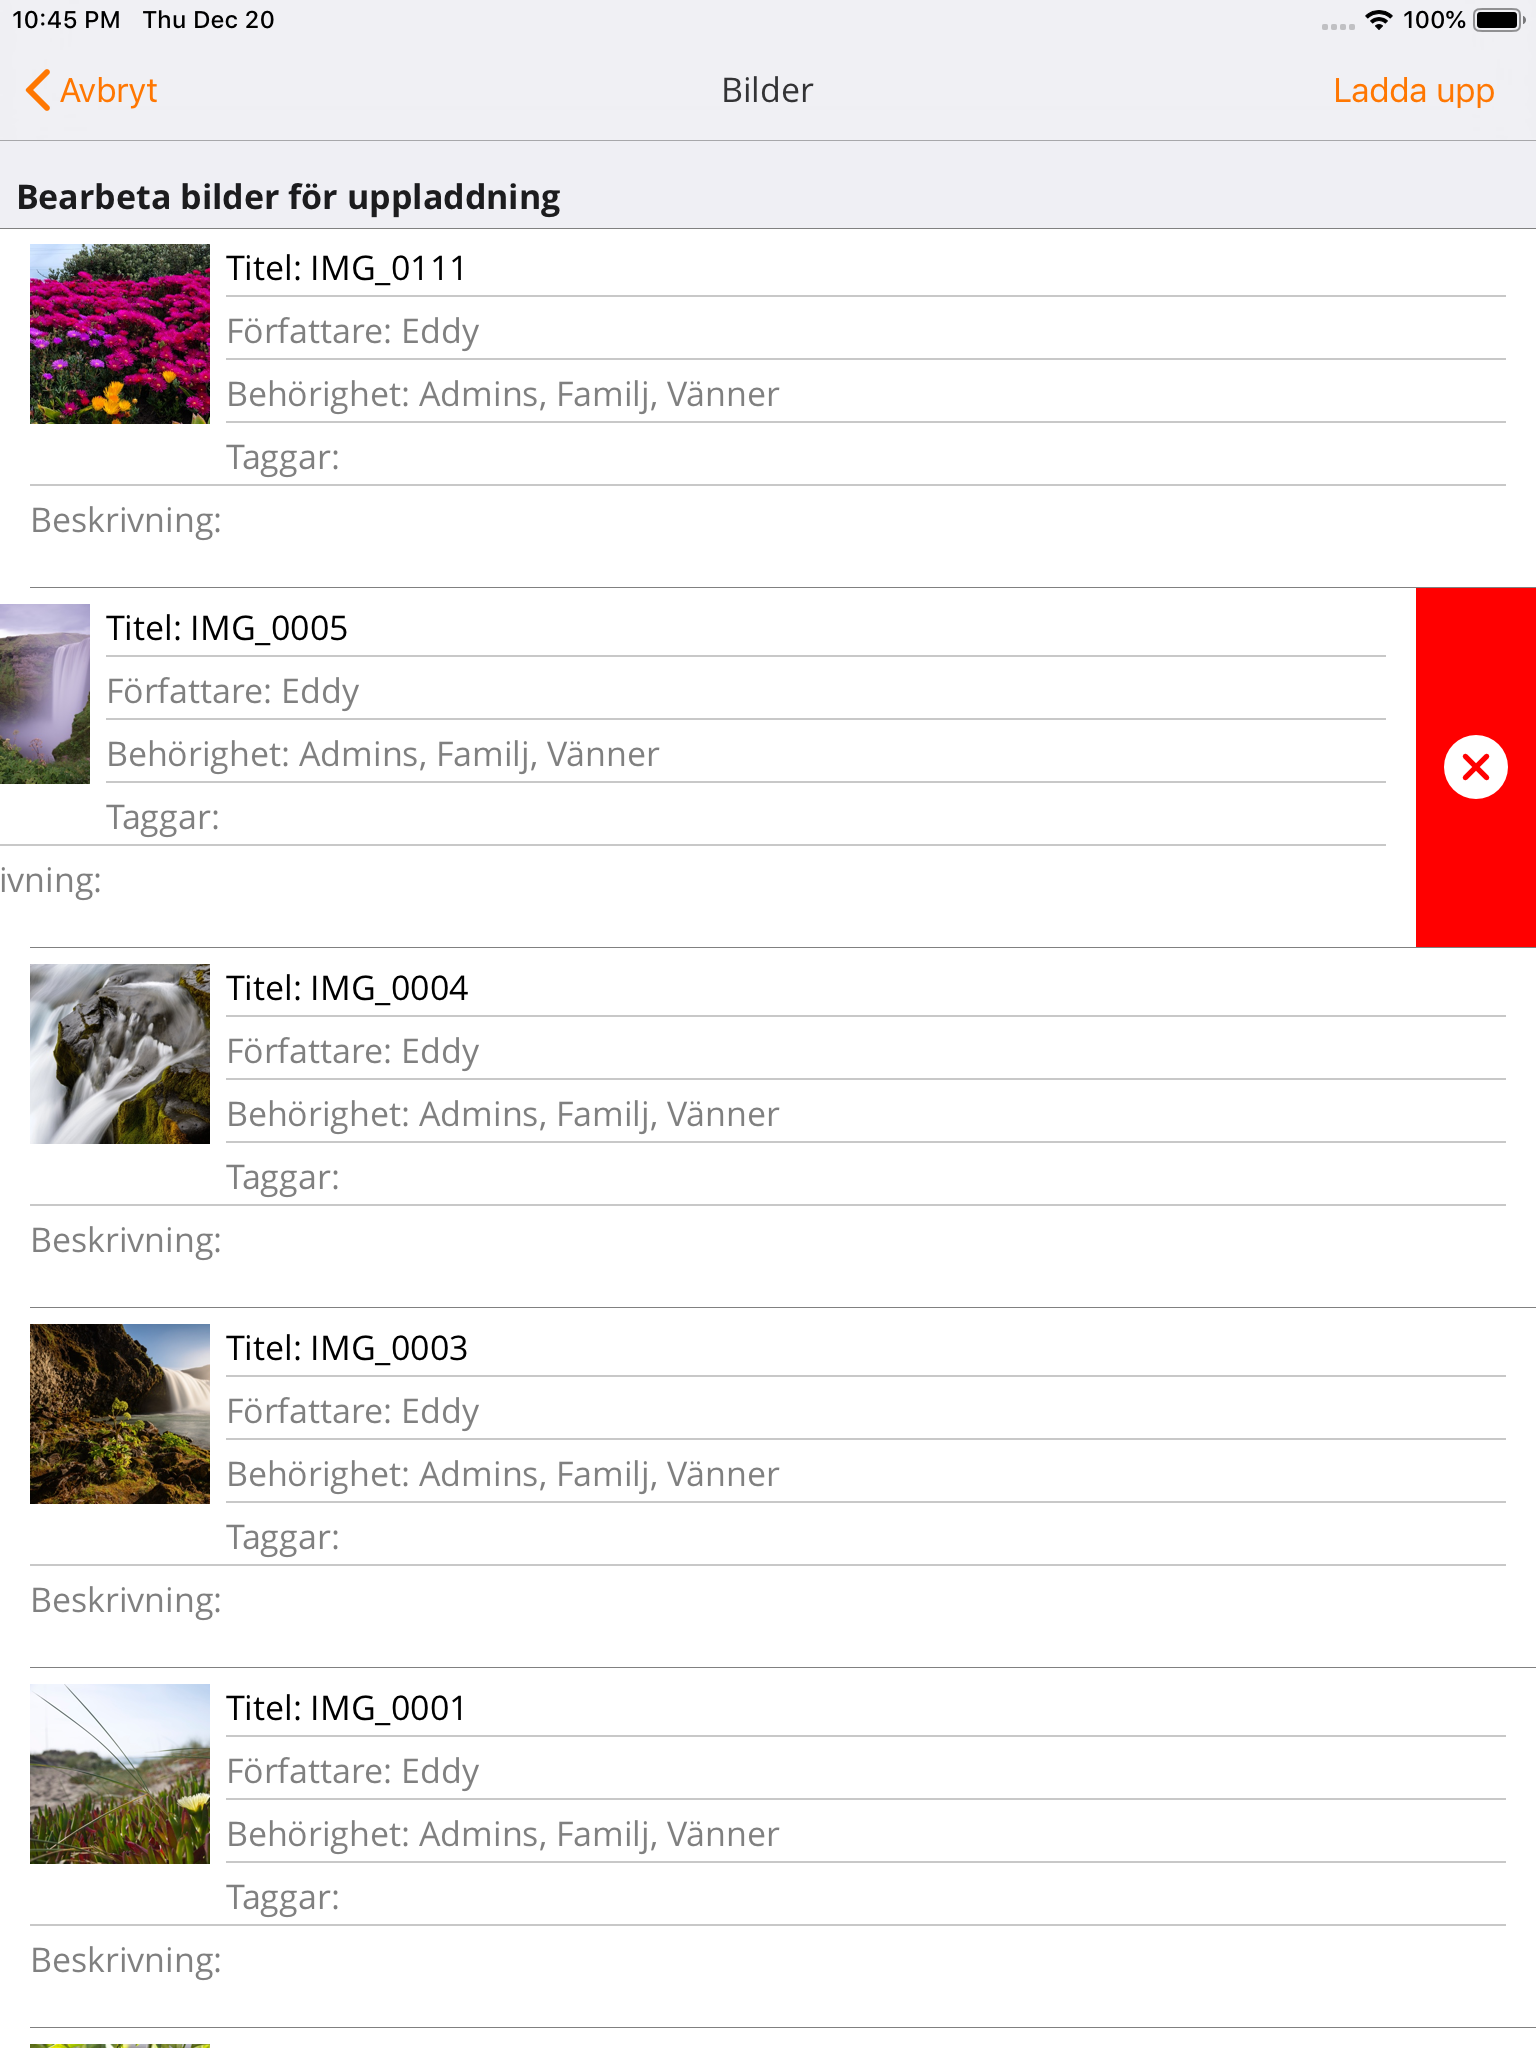 10:45 PM Thu Dec 20 100%
Avbryt Bilder Ladda upp
Bearbeta bilder för uppladdning
Titel: IMG_0111
Författare: Eddy
Behörighet: Admins, Familj, Vänner
Taggar:
Beskrivning:
Titel: IMG_0005
Författare: Eddy
Behörighet: Admins, Familj, Vänner
Taggar:
ivning:
Titel: IMG_0004
Författare: Eddy
Behörighet: Admins, Familj, Vänner
Taggar:
Beskrivning:
Titel: IMG_0003
Författare: Eddy
Behörighet: Admins, Familj, Vänner
Taggar:
Beskrivning:
Titel: IMG_0001
Författare: Eddy
Behörighet: Admins, Familj, Vänner
Taggar:
Beskrivning: